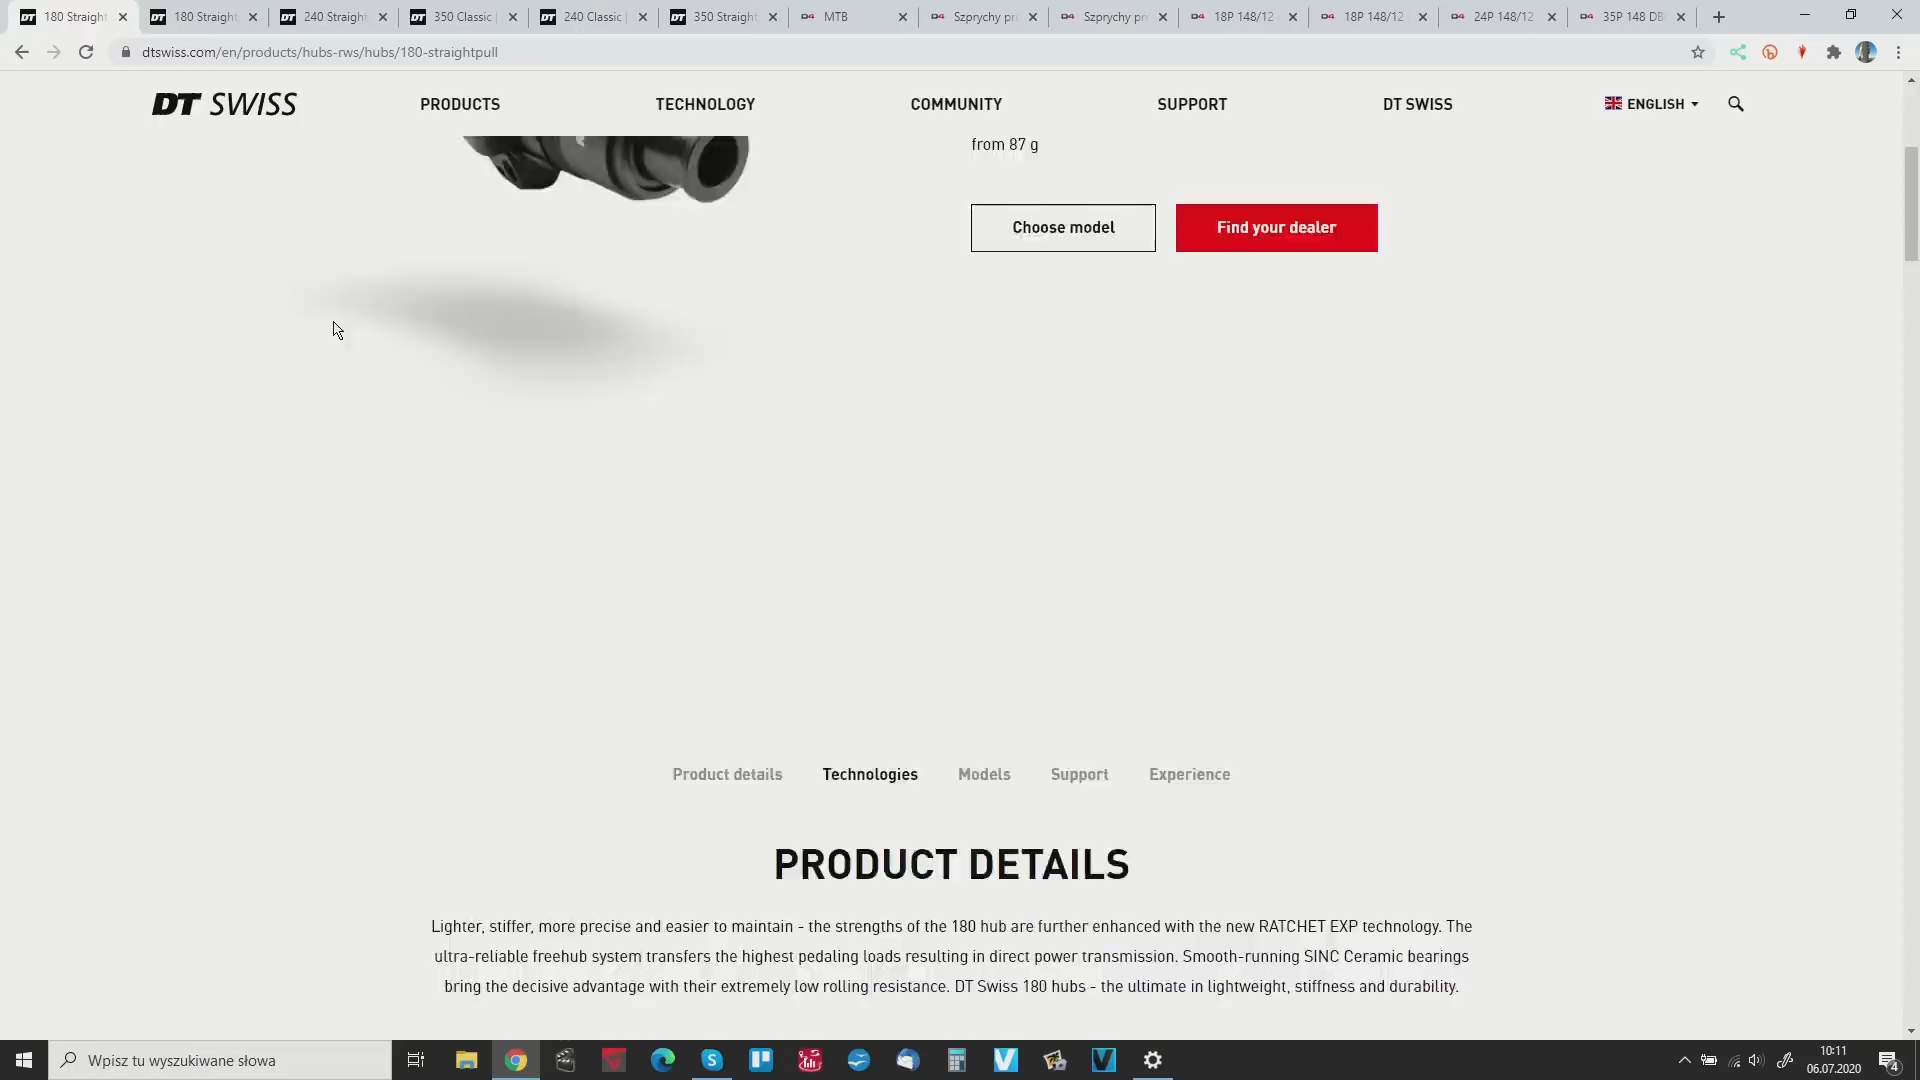 180 Straight
180 Straight
240 Straight
350 Classic |
240 Classic |
350 Straight
MTB
Szprychy pr
Szprychy pr
18P 148/12
18P 148/12
24P 148/12
35P 148 DB
dtswiss.com/en/products/hubs-rws/hubs/180-straightpull
DT SWISS
PRODUCTS
TECHNOLOGY
COMMUNITY
SUPPORT
DT SWISS
ENGLISH
from 87 g
Choose model
Find your dealer
Product details
Technologies
Models
Support
Experience
PRODUCT DETAILS
Lighter, stiffer, more precise and easier to maintain - the strengths of the 180 hub are further enhanced with the new RATCHET EXP technology. The
ultra-reliable freehub system transfers the highest pedaling loads resulting in direct power transmission. Smooth-running SINC Ceramic bearings
bring the decisive advantage with their extremely low rolling resistance. DT Swiss 180 hubs - the ultimate in lightweight, stiffness and durability.
Wpisz tu wyszukiwane słowa
10:11
06.07.2020
4